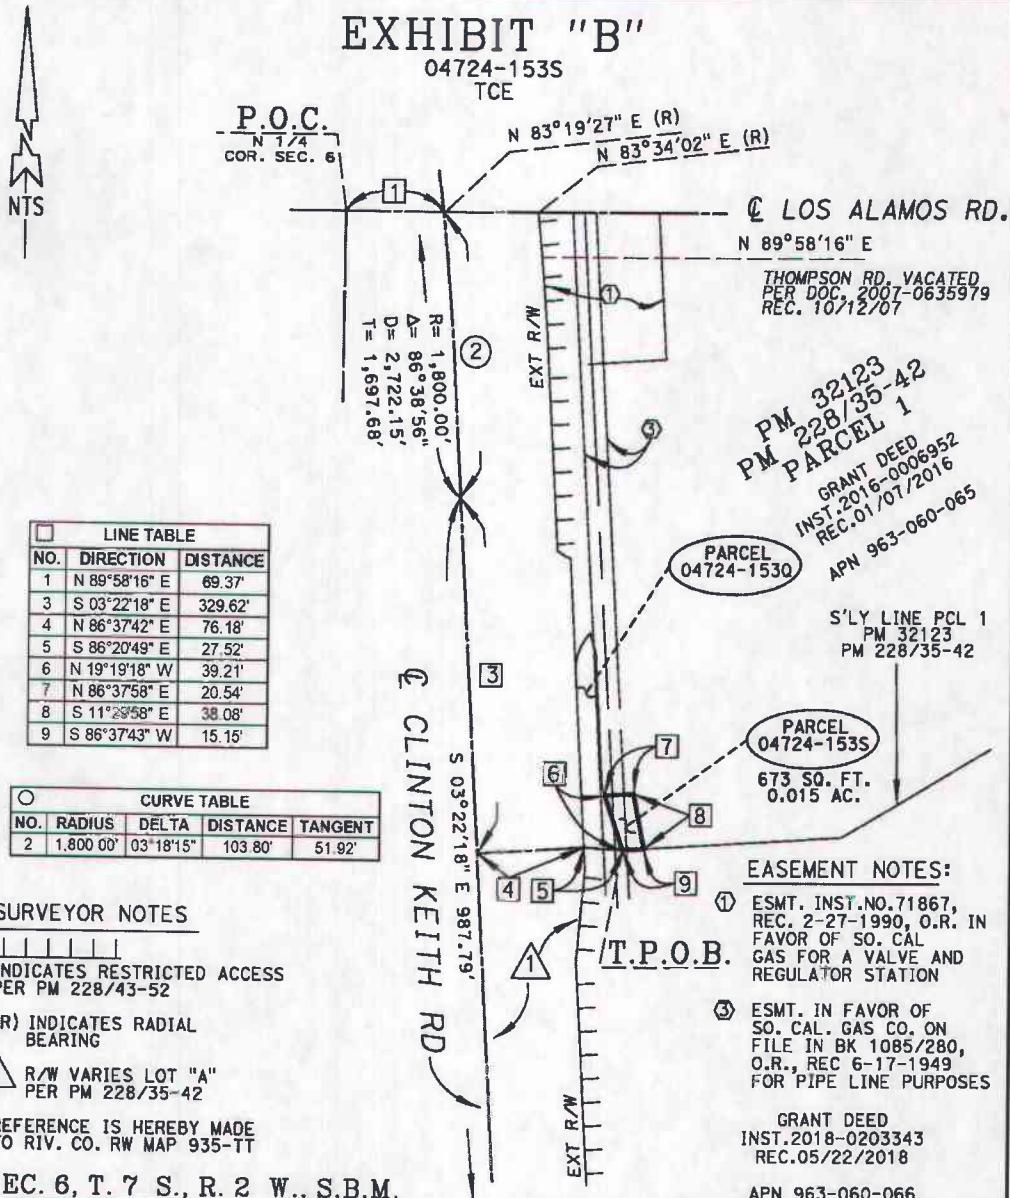 EXHIBIT "B"
04724-153S
TCE
N
NTS
P.O.C.
N 1/4
COR. SEC. 6
N 83°19'27" E (R)
N 83°34'02" E (R)
1
℄ LOS ALAMOS RD.
N 89°58'16" E
THOMPSON RD. VACATED
PER DOC. 2007-0635979
REC. 10/12/07
1
EXT R/W
2
R= 1,800.00'
Δ= 86°38'56"
D= 2,722.15'
T= 1,697.68'
3
PM 32123
PM 228/35-42
PARCEL 1
GRANT DEED
INST.2016-0006952
REC.01/07/2016
APN 963-060-065
PARCEL
04724-153Q
S'LY LINE PCL 1
PM 32123
PM 228/35-42
□ LINE TABLE
NO. DIRECTION DISTANCE
1 N 89°58'16" E 69.37'
3 S 03°22'18" E 329.62'
4 N 86°37'42" E 76.18'
5 S 86°20'49" E 27.52'
6 N 19°19'18" W 39.21'
7 N 86°37'58" E 20.54'
8 S 11°29'58" E 38.08'
9 S 86°37'43" W 15.15'
3
℄ CLINTON KEITH RD
S 03°22'18" E 987.79'
PARCEL
04724-153S
673 SQ. FT.
0.015 AC.
7
6
8
4
5
9
○ CURVE TABLE
NO. RADIUS DELTA DISTANCE TANGENT
2 1,800 00' 03°18'15" 103.80' 51.92'
1
T.P.O.B.
EXT R/W
SURVEYOR NOTES
INDICATES RESTRICTED ACCESS
PER PM 228/43-52
R) INDICATES RADIAL
BEARING
R/W VARIES LOT "A"
PER PM 228/35-42
REFERENCE IS HEREBY MADE
TO RIV. CO. RW MAP 935-TT
EC. 6, T. 7 S., R. 2 W., S.B.M.
EASEMENT NOTES:
1 ESMT. INST.NO.71867,
REC. 2-27-1990, O.R. IN
FAVOR OF SO. CAL
GAS FOR A VALVE AND
REGULATOR STATION
3 ESMT. IN FAVOR OF
SO. CAL. GAS CO. ON
FILE IN BK 1085/280,
O.R., REC 6-17-1949
FOR PIPE LINE PURPOSES
GRANT DEED
INST.2018-0203343
REC.05/22/2018
APN 963-060-066